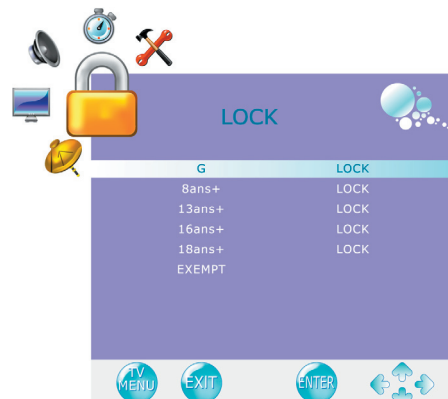 LOCK
G LOCK
8ans+ LOCK
13ans+ LOCK
16ans+ LOCK
18ans+ LOCK
EXEMPT
TV MENU EXIT ENTER